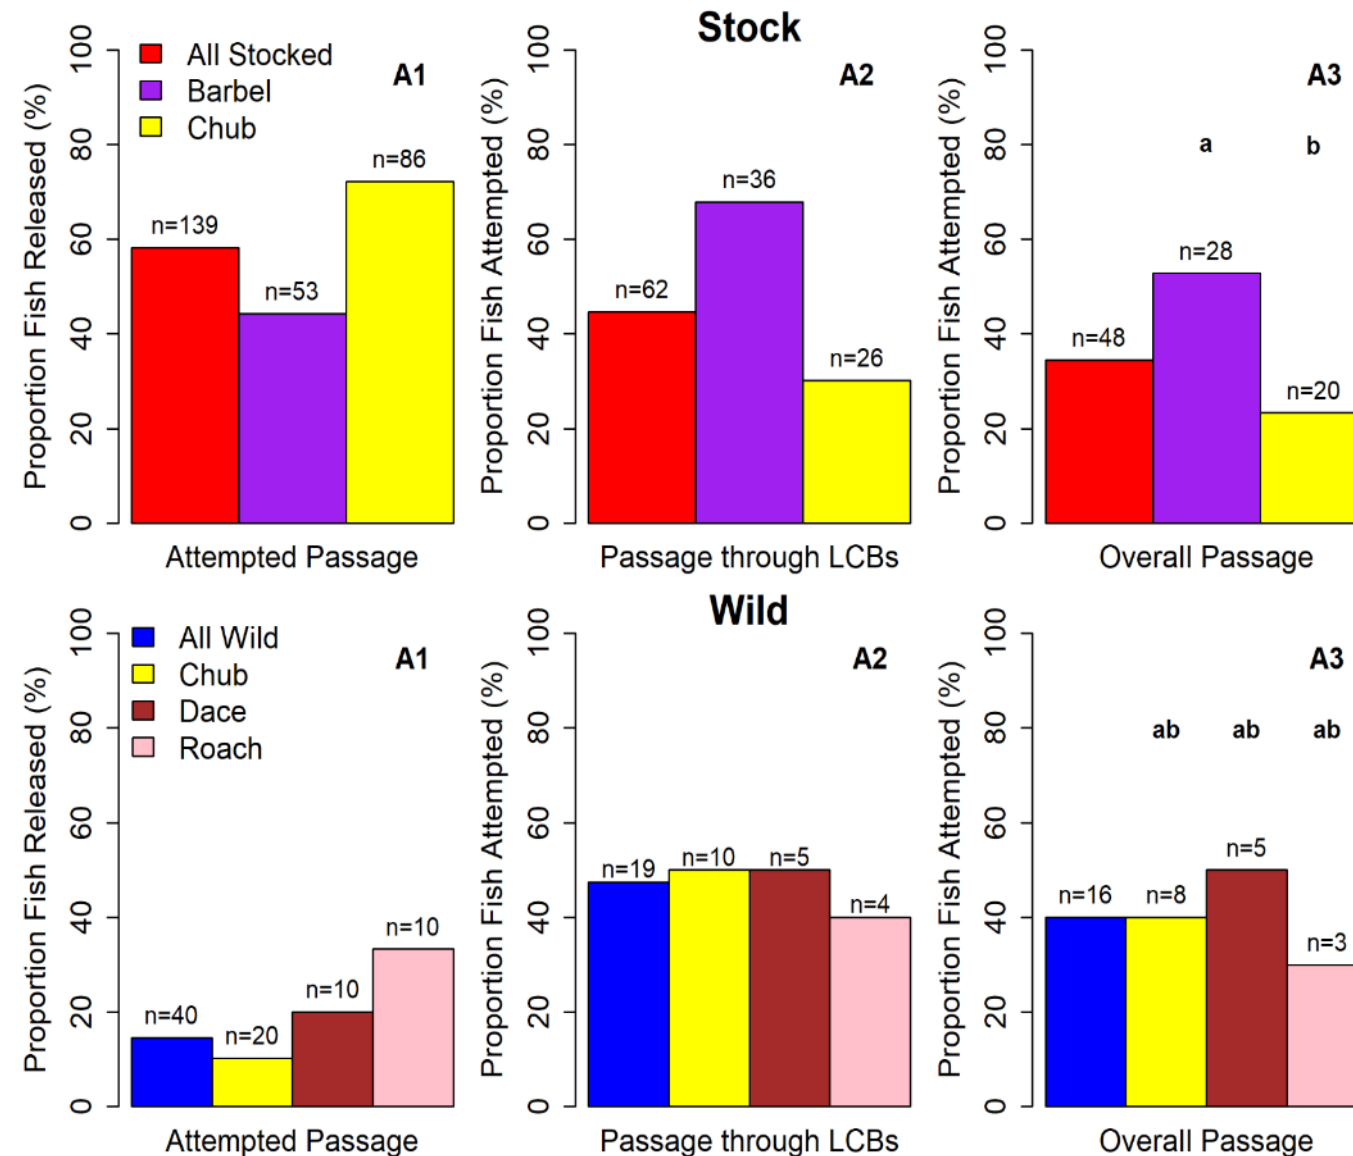 Stock
Proportion Fish Released (%)
0 20 40 60 80 100
All Stocked
Barbel
Chub
A1
n=139
n=53
n=86
Attempted Passage
Proportion Fish Attempted (%)
0 20 40 60 80 100
A2
n=62
n=36
n=26
Passage through LCBs
Proportion Fish Attempted (%)
0 20 40 60 80 100
A3
a b
n=48
n=28
n=20
Overall Passage
Wild
Proportion Fish Released (%)
0 20 40 60 80 100
All Wild
Chub
Dace
Roach
A1
n=40
n=20
n=10
n=10
Attempted Passage
Proportion Fish Attempted (%)
0 20 40 60 80 100
A2
n=19
n=10
n=5
n=4
Passage through LCBs
Proportion Fish Attempted (%)
0 20 40 60 80 100
A3
ab ab ab
n=16
n=8
n=5
n=3
Overall Passage